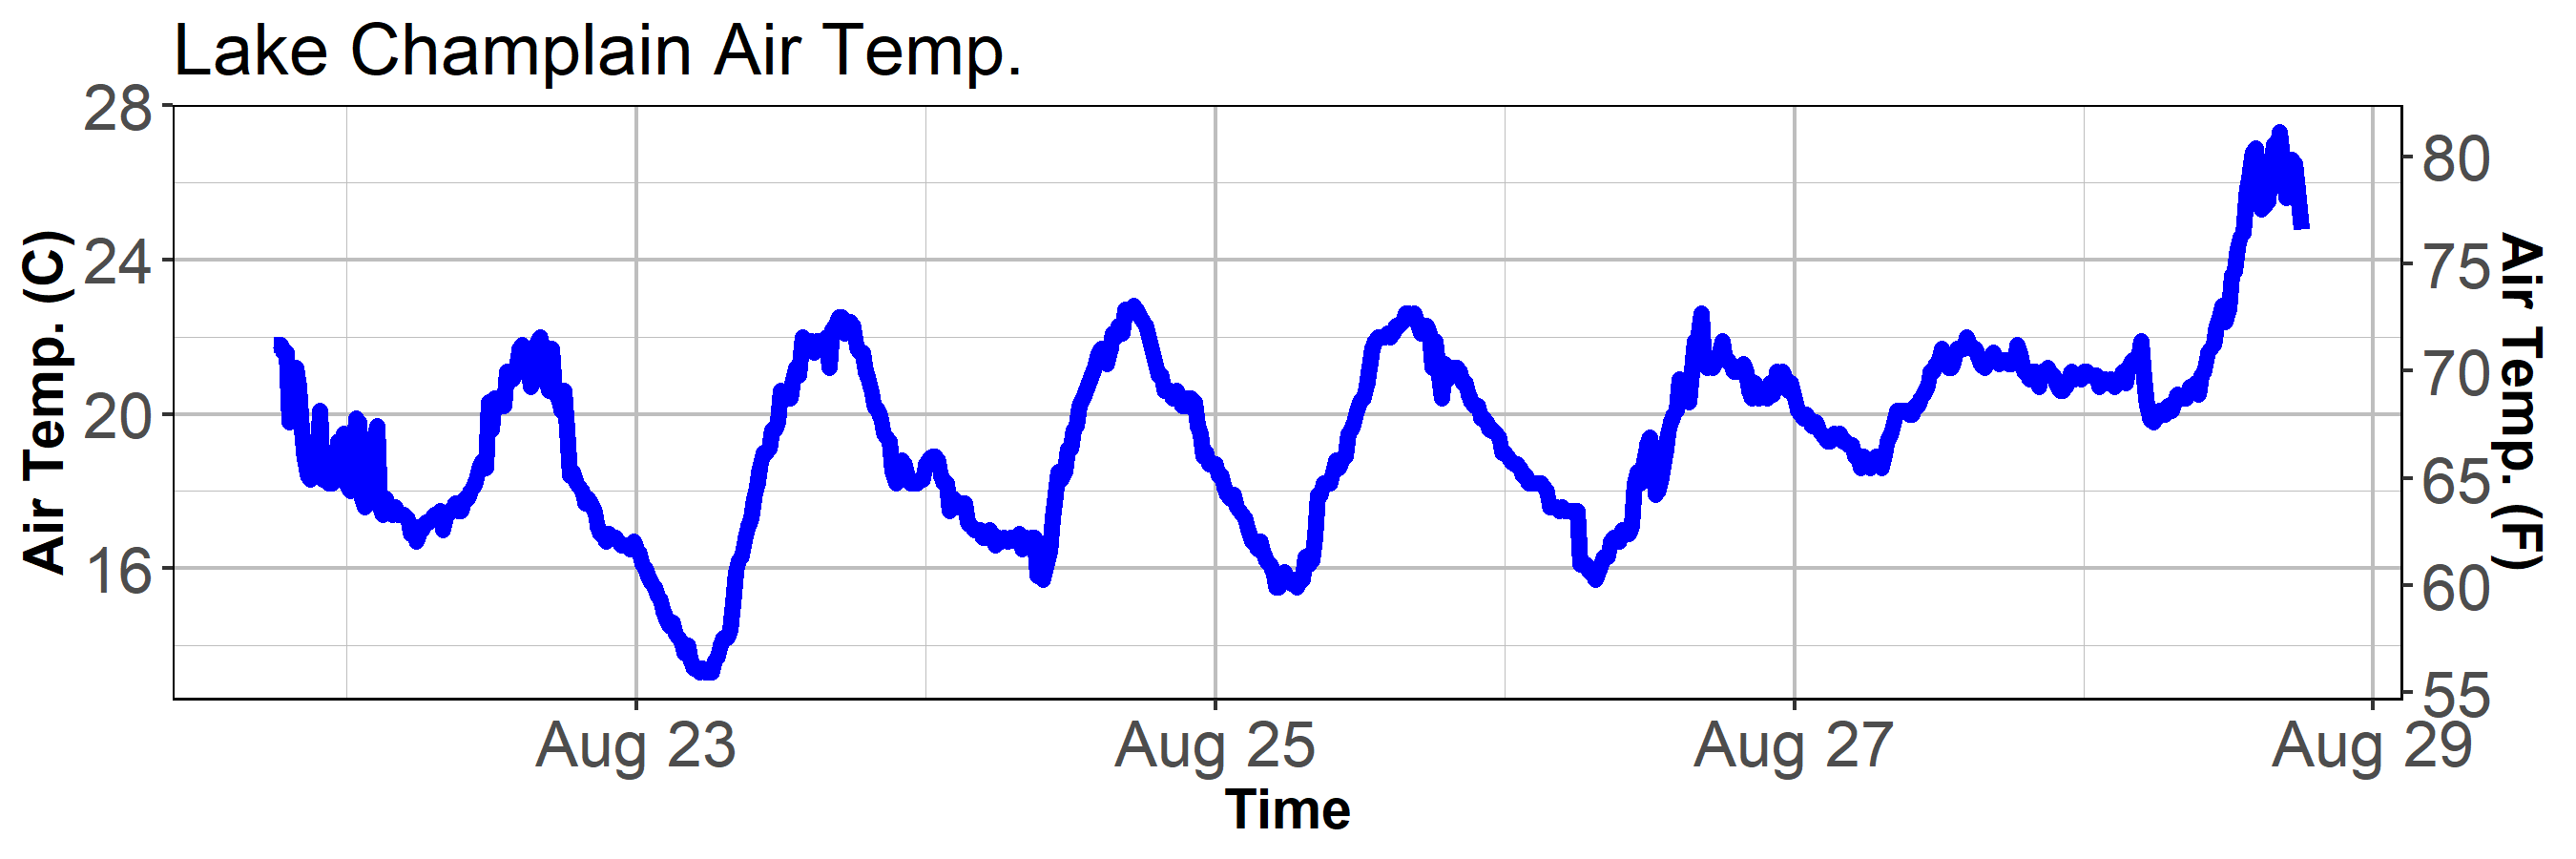 Lake Champlain Air Temp.
Air Temp. (C)
28
24
20
16
Air Temp. (F)
80
75
70
65
60
55
Aug 23 Aug 25 Aug 27 Aug 29
Time